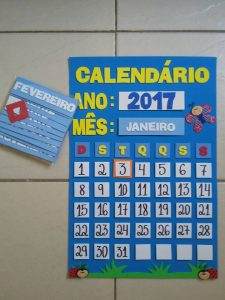 CALENDÁRIO
FEVEREIRO
ANO: 2017
MÊS: JANEIRO
D S T Q Q S S
1 2 3 4 5 6 7
8 9 10 11 12 13 14
15 16 17 18 19 20 21
22 23 24 25 26 27 28
29 30 31